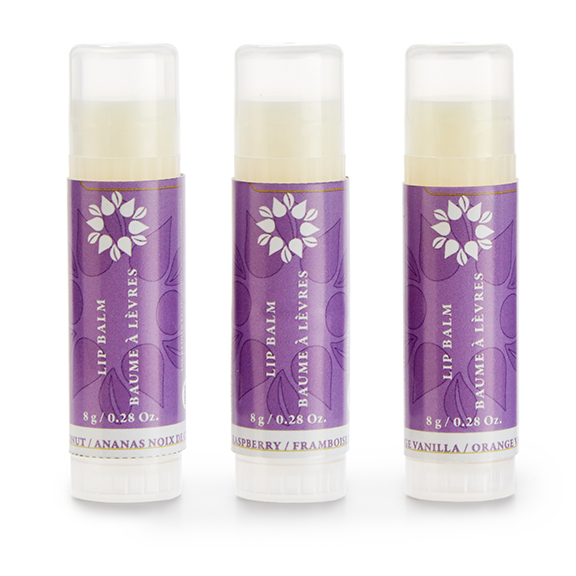 LIP BALM
BAUME À LÈVRES
8 g / 0.28 Oz.
/ ANANAS NOIX DE
LIP BALM
BAUME À LÈVRES
8 g / 0.28 Oz.
RASPBERRY / FRAMBOISE
LIP BALM
BAUME À LÈVRES
8 g / 0.28 Oz.
VANILLA / ORANGE